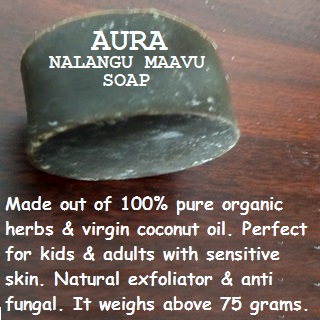 AURA
NALANGU MAAVU
SOAP
Made out of 100% pure organic
herbs & virgin coconut oil. Perfect
for kids & adults with sensitive
skin. Natural exfoliator & anti
fungal. It weighs above 75 grams.